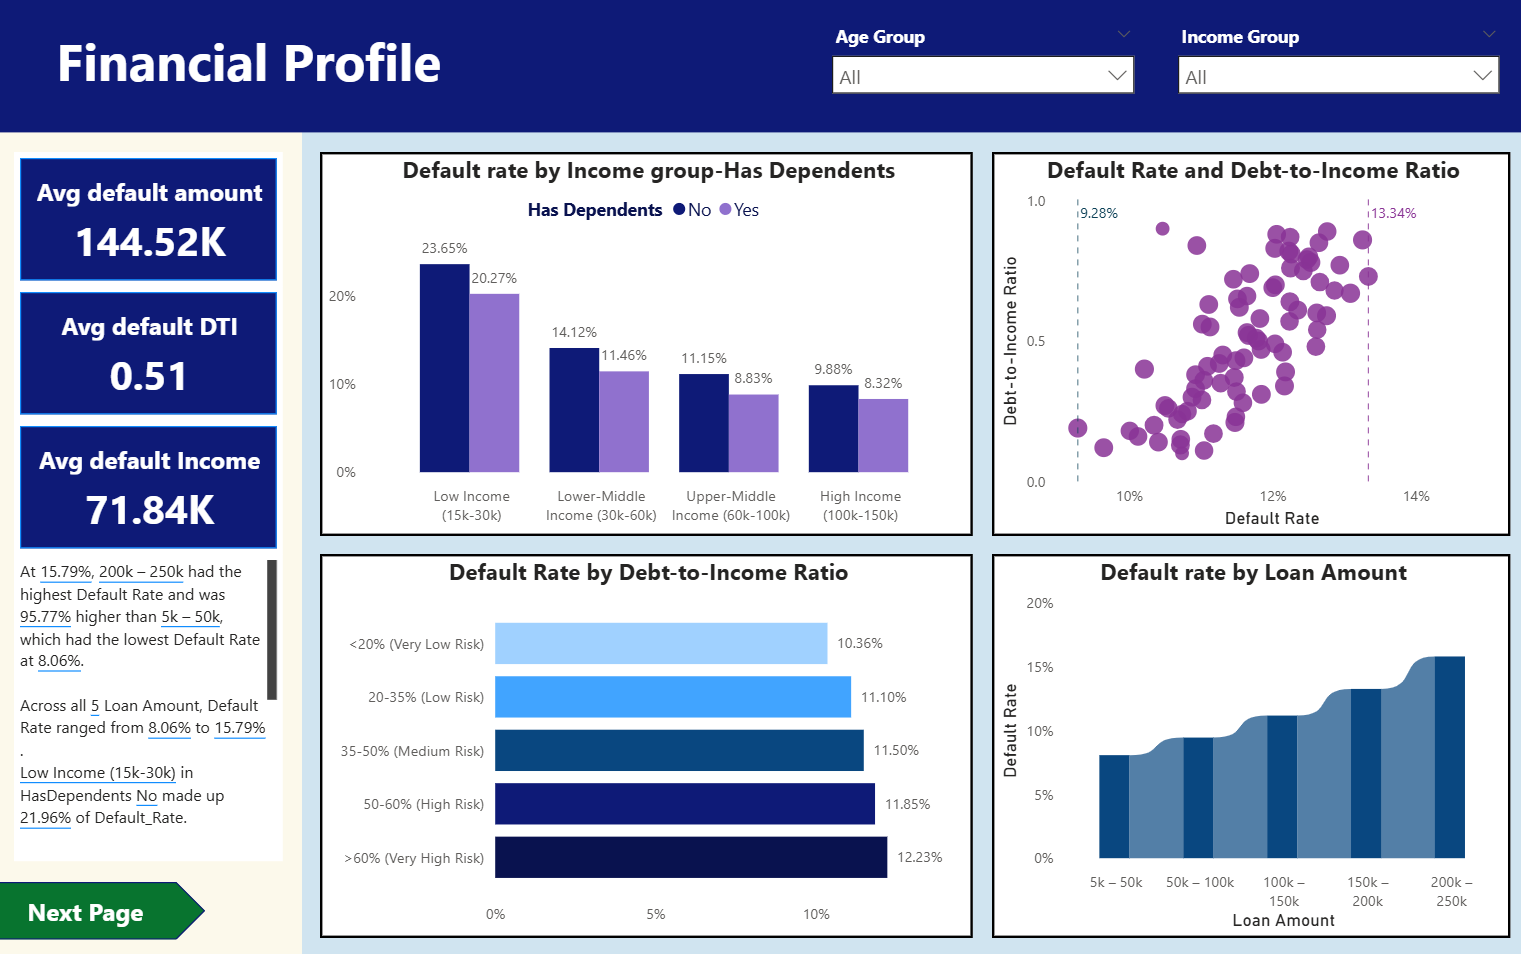 Financial Profile
Age Group
All
Income Group
All
Avg default amount
144.52K
Avg default DTI
0.51
Avg default Income
71.84K
At 15.79%, 200k – 250k had the
highest Default Rate and was
95.77% higher than 5k – 50k,
which had the lowest Default Rate
at 8.06%.
Across all 5 Loan Amount, Default
Rate ranged from 8.06% to 15.79%
.
Low Income (15k-30k) in
HasDependents No made up
21.96% of Default_Rate.
Next Page
Default rate by Income group-Has Dependents
Has Dependents No Yes
23.65%
20.27%
14.12%
11.46%
11.15%
8.83%
9.88%
8.32%
20%
10%
0%
Low Income
(15k-30k)
Lower-Middle
Income (30k-60k)
Upper-Middle
Income (60k-100k)
High Income
(100k-150k)
Default Rate and Debt-to-Income Ratio
1.0
0.5
0.0
Debt-to-Income Ratio
9.28%
13.34%
10%
12%
14%
Default Rate
Default Rate by Debt-to-Income Ratio
<20% (Very Low Risk)
10.36%
20-35% (Low Risk)
11.10%
35-50% (Medium Risk)
11.50%
50-60% (High Risk)
11.85%
>60% (Very High Risk)
12.23%
0%
5%
10%
Default rate by Loan Amount
20%
15%
10%
5%
0%
Default Rate
5k – 50k
50k – 100k
100k –
150k
150k –
200k
200k –
250k
Loan Amount